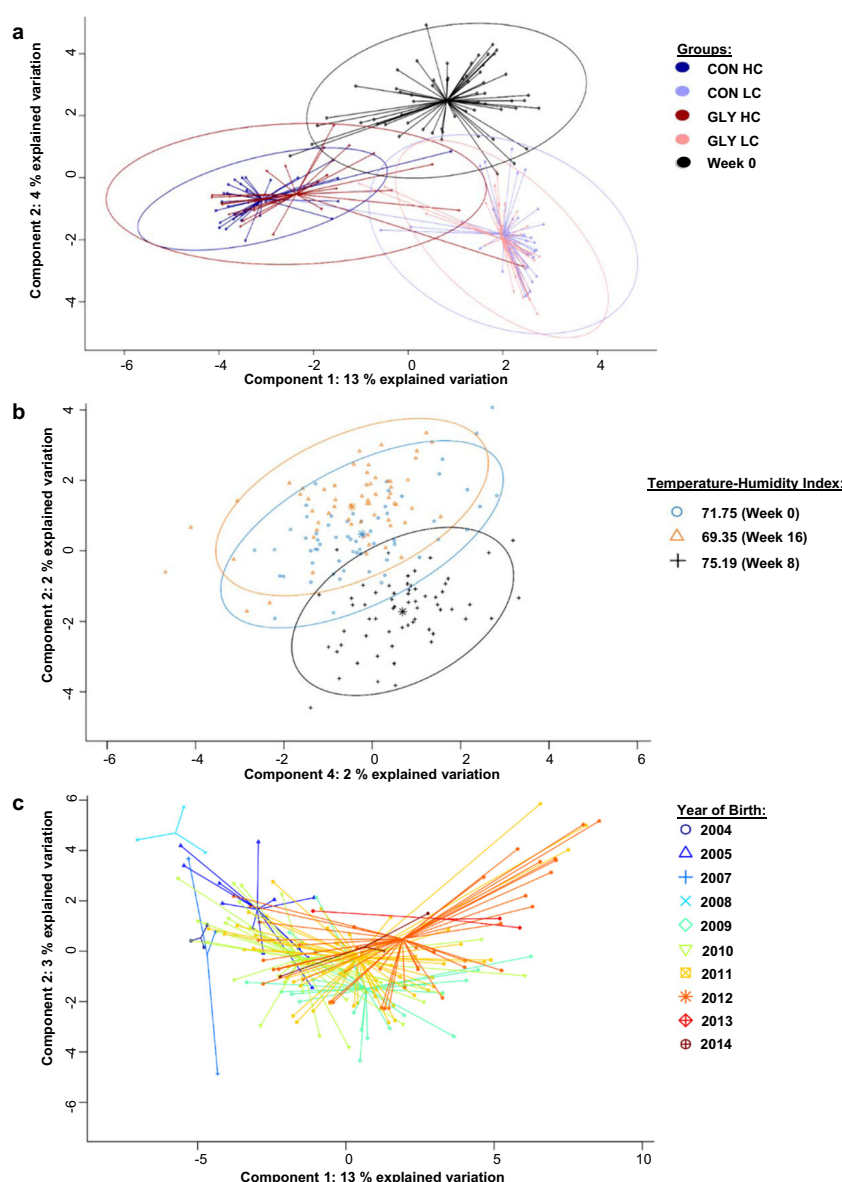 a
Component 2: 4 % explained variation
4
2
0
-2
-4
-6
-4
-2
0
2
4
Component 1: 13 % explained variation
Groups:
CON HC
CON LC
GLY HC
GLY LC
Week 0
b
Component 2: 2 % explained variation
4
2
0
-2
-4
-6
-4
-2
0
2
4
6
Component 4: 2 % explained variation
Temperature-Humidity Index:
71.75 (Week 0)
69.35 (Week 16)
75.19 (Week 8)
c
Component 2: 3 % explained variation
6
4
2
0
-2
-4
-6
-5
0
5
10
Component 1: 13 % explained variation
Year of Birth:
2004
2005
2007
2008
2009
2010
2011
2012
2013
2014